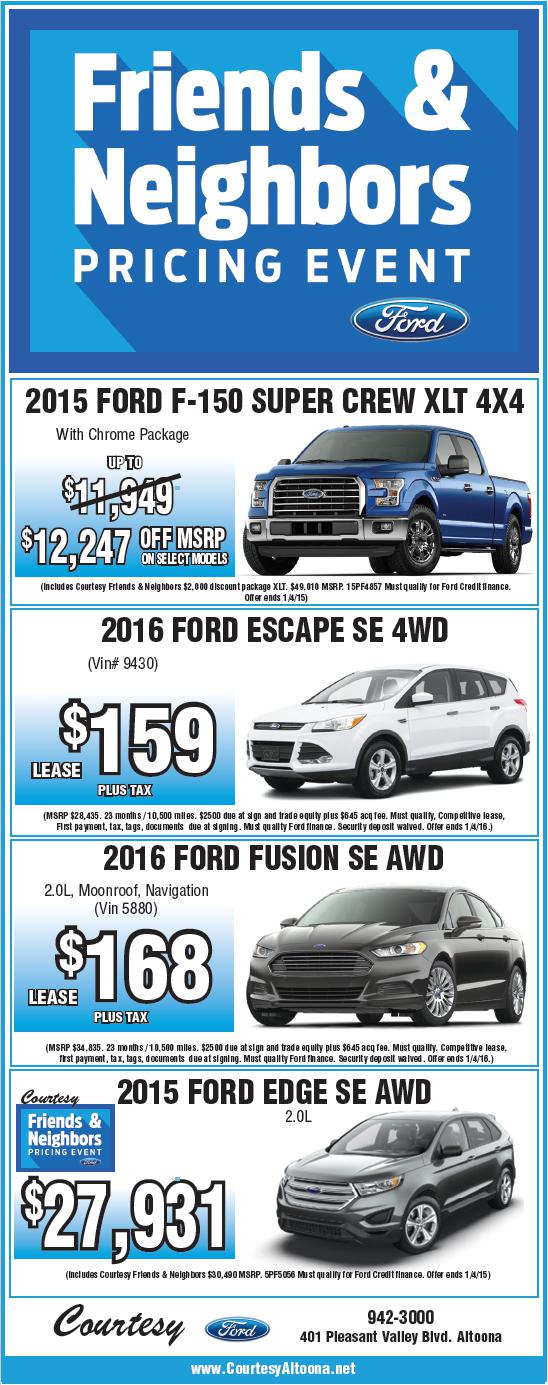 Friends &
Neighbors
PRICING EVENT
Ford
2015 FORD F-150 SUPER CREW XLT 4X4
With Chrome Package
UP TO
$11,949
$12,247 OFF MSRP
ON SELECT MODELS
(Includes Courtesy Friends & Neighbors $2,000 discount package XLT. $49,010 MSRP. 15PF4857 Must qualify for Ford Credit finance.
Offer ends 1/4/15)
2016 FORD ESCAPE SE 4WD
(Vin# 9430)
$159
LEASE
PLUS TAX
(MSRP $28,435. 23 months / 10,500 miles. $2500 due at sign and trade equity plus $645 acq fee. Must qualify, Competitive lease,
First payment, tax, tags, documents due at signing. Must qualify Ford finance. Security deposit waived. Offer ends 1/4/16.)
2016 FORD FUSION SE AWD
2.0L, Moonroof, Navigation
(Vin 5880)
$168
LEASE
PLUS TAX
(MSRP $34,835. 23 months / 10,500 miles. $2500 due at sign and trade equity plus $645 acq fee. Must qualify. Competitive lease,
first payment, tax, tags, documents due at signing. Must qualify Ford finance. Security deposit waived. Offer ends 1/4/16.)
Courtesy
Friends &
Neighbors
PRICING EVENT
Ford
2015 FORD EDGE SE AWD
2.0L
$27,931
(Includes Courtesy Friends & Neighbors $30,490 MSRP. 5PF5056 Must qualify for Ford Credit finance. Offer ends 1/4/15)
Courtesy Ford
942-3000
401 Pleasant Valley Blvd. Altoona
www.CourtesyAltoona.net